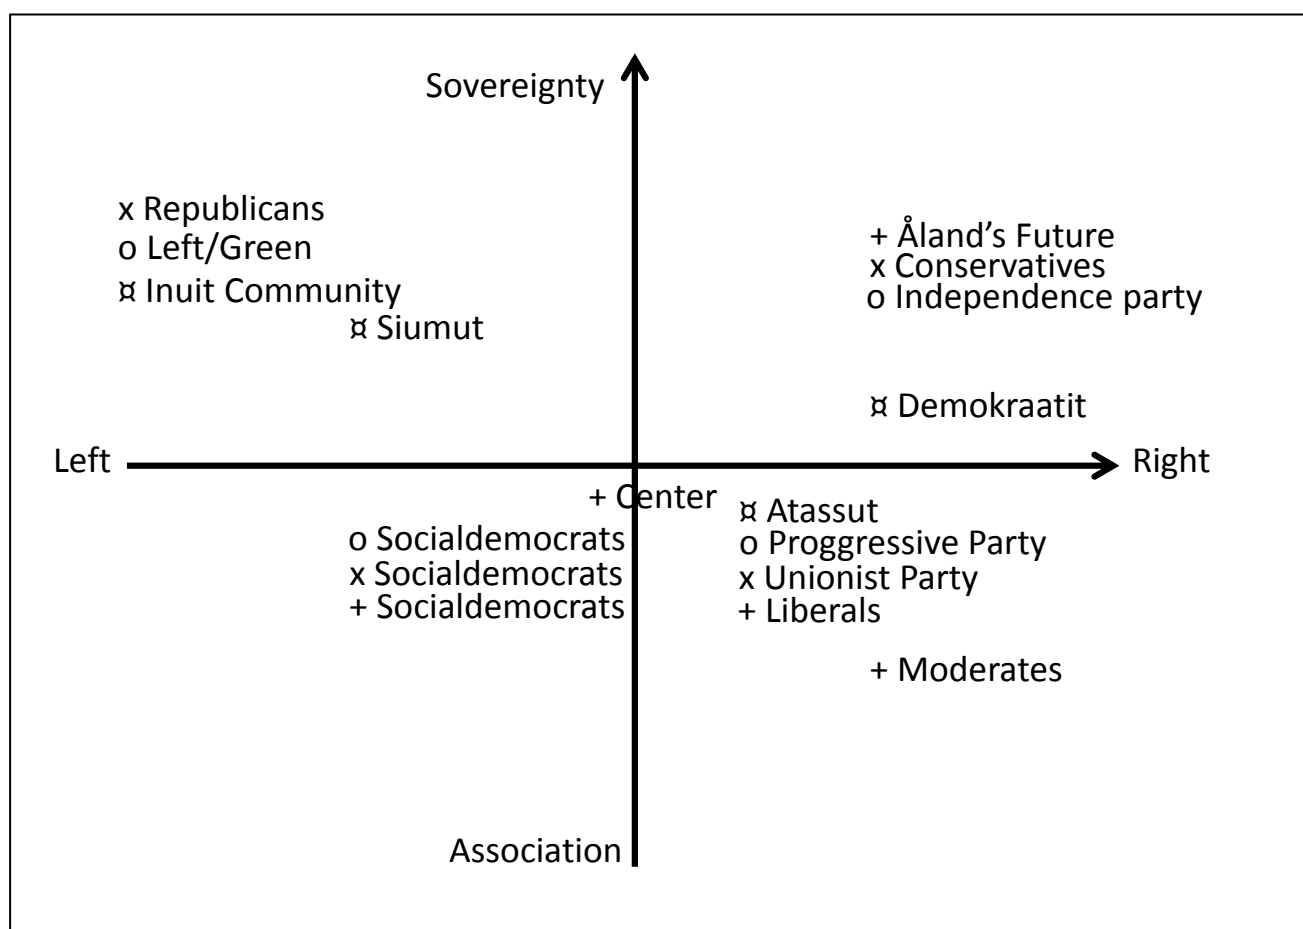 Sovereignty
x Republicans
o Left/Green
¤ Inuit Community
¤ Siumut
+ Åland’s Future
x Conservatives
o Independence party
¤ Demokraatit
Left
Right
+ Center
o Socialdemocrats
x Socialdemocrats
+ Socialdemocrats
¤ Atassut
o Proggressive Party
x Unionist Party
+ Liberals
+ Moderates
Association